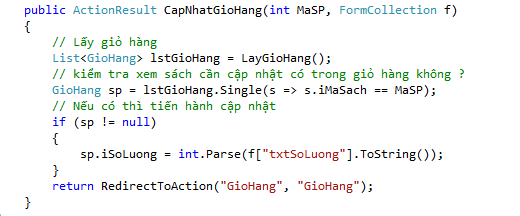 public ActionResult CapNhatGioHang(int MaSP, FormCollection f)
{
// Lấy giỏ hàng
List<GioHang> lstGioHang = LayGioHang();
// kiểm tra xem sách cần cập nhật có trong giỏ hàng không ?
GioHang sp = lstGioHang.Single(s => s.iMaSach == MaSP);
// Nếu có thì tiến hành cập nhật
if (sp != null)
{
sp.iSoLuong = int.Parse(f["txtSoLuong"].ToString());
}
return RedirectToAction("GioHang", "GioHang");
}